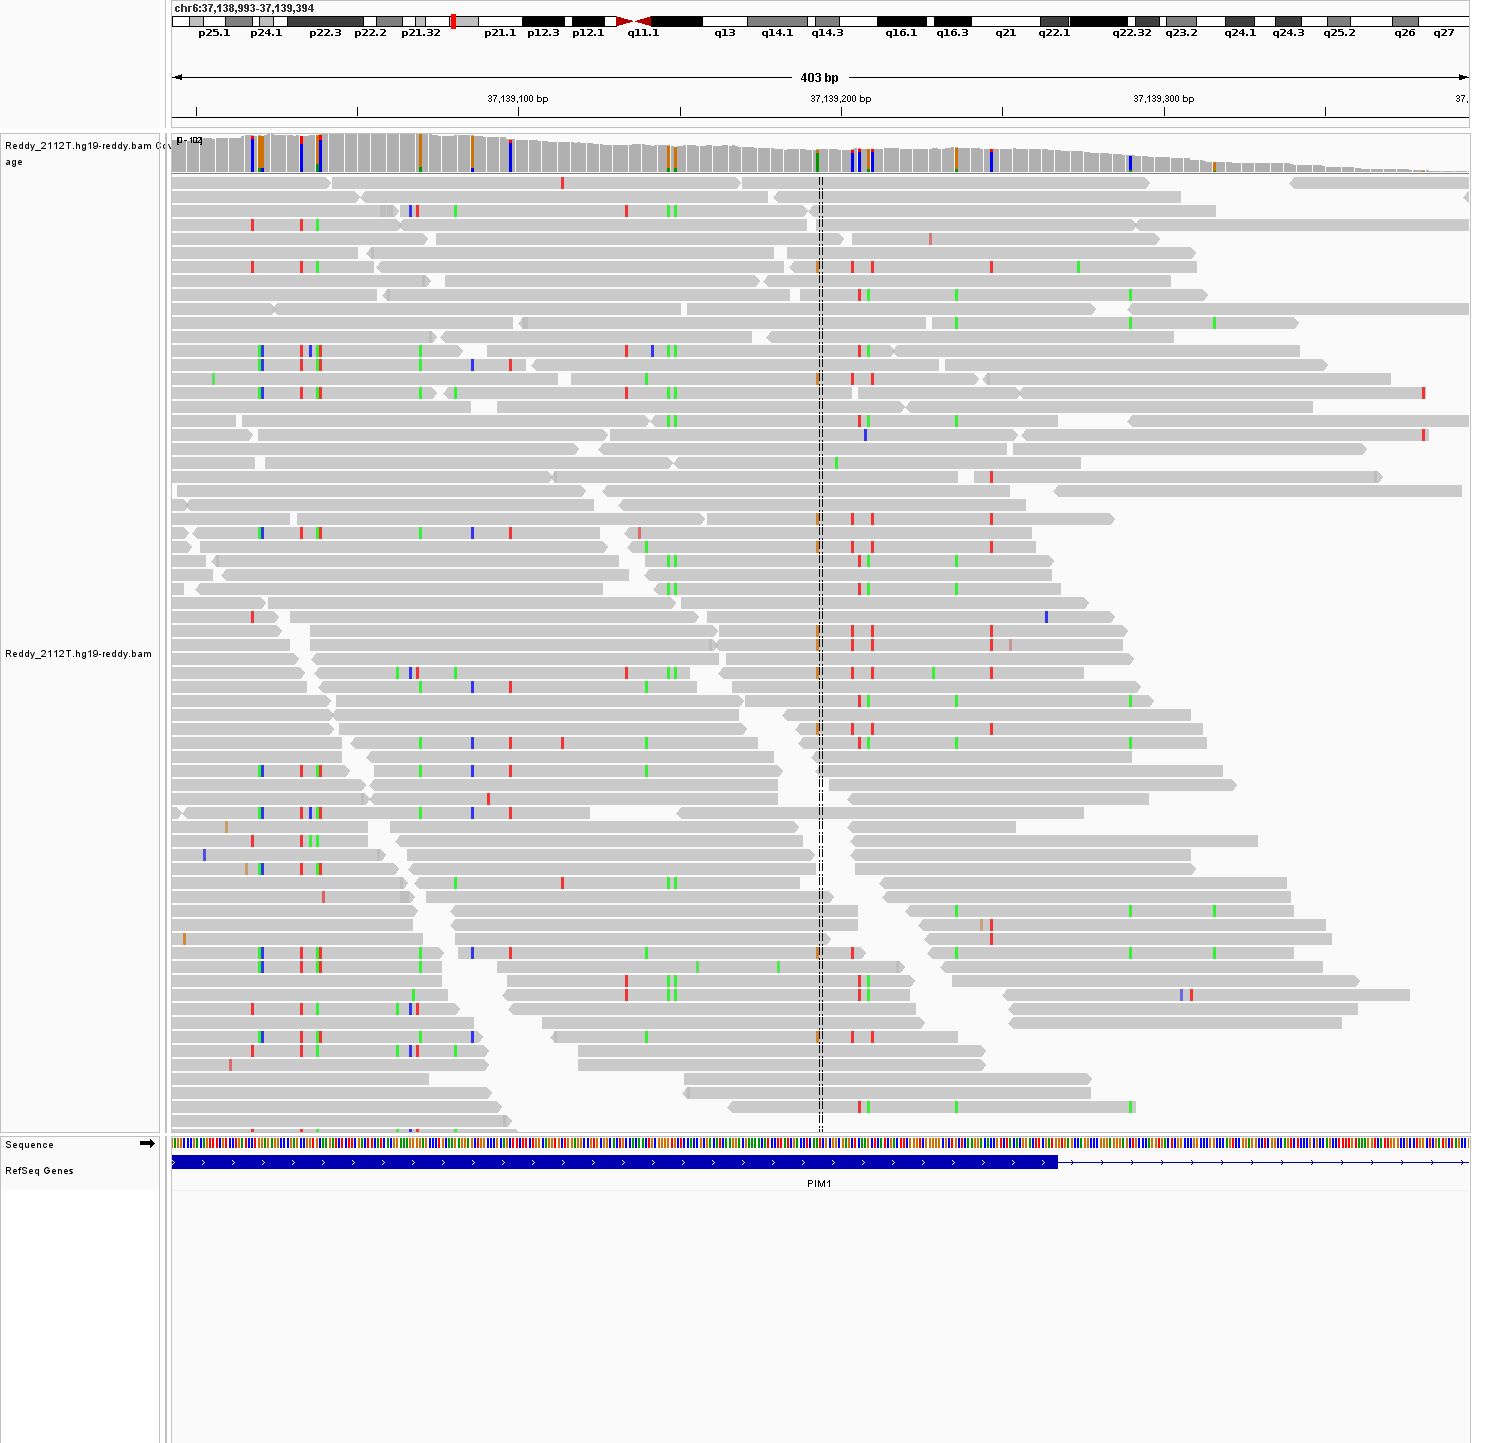 chr6:37,138,993-37,139,394
p25.1 p24.1 p22.3 p22.2 p21.32 p21.1 p12.3 p12.1 q11.1 q13 q14.1 q14.3 q16.1 q16.3 q21 q22.1 q22.32 q23.2 q24.1 q24.3 q25.2 q26 q27
403 bp
37,139,100 bp 37,139,200 bp 37,139,300 bp 37,
Reddy_2112T.hg19-reddy.bam Cov
age
[0 - 102]
Reddy_2112T.hg19-reddy.bam
Sequence
RefSeq Genes
PIM1